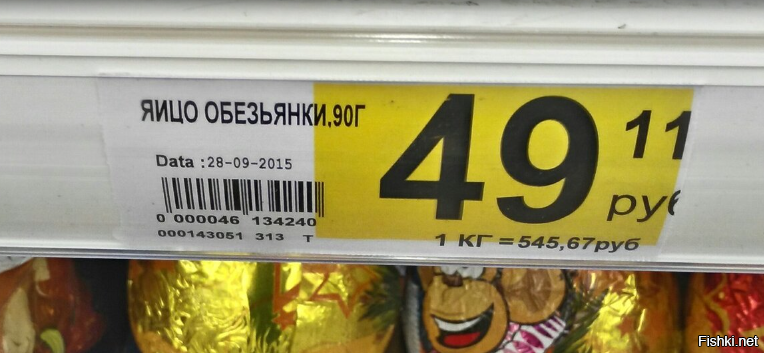 ЯИЦО ОБЕЗЬЯНКИ,90Г
49 11
руб
Data :28-09-2015
0 000046 134240
000143051 313 Т
1 КГ =545,67руб
Fishki.net